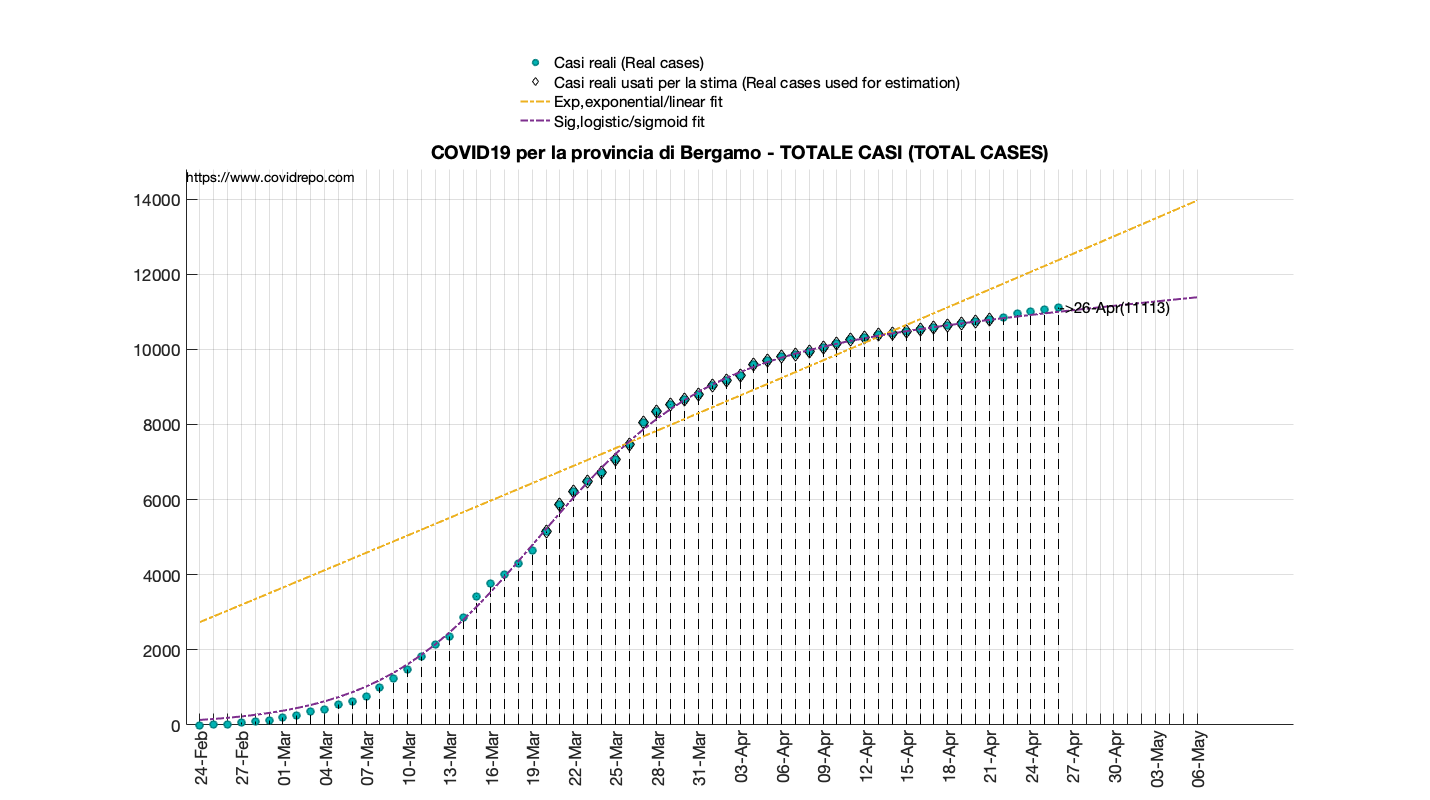 Casi reali (Real cases)
Casi reali usati per la stima (Real cases used for estimation)
Exp,exponential/linear fit
Sig,logistic/sigmoid fit
COVID19 per la provincia di Bergamo - TOTALE CASI (TOTAL CASES)
https://www.covidrepo.com
14000
12000
10000
8000
6000
4000
2000
0
->26-Apr(11113)
24-Feb
27-Feb
01-Mar
04-Mar
07-Mar
10-Mar
13-Mar
16-Mar
19-Mar
22-Mar
25-Mar
28-Mar
31-Mar
03-Apr
06-Apr
09-Apr
12-Apr
15-Apr
18-Apr
21-Apr
24-Apr
27-Apr
30-Apr
03-May
06-May